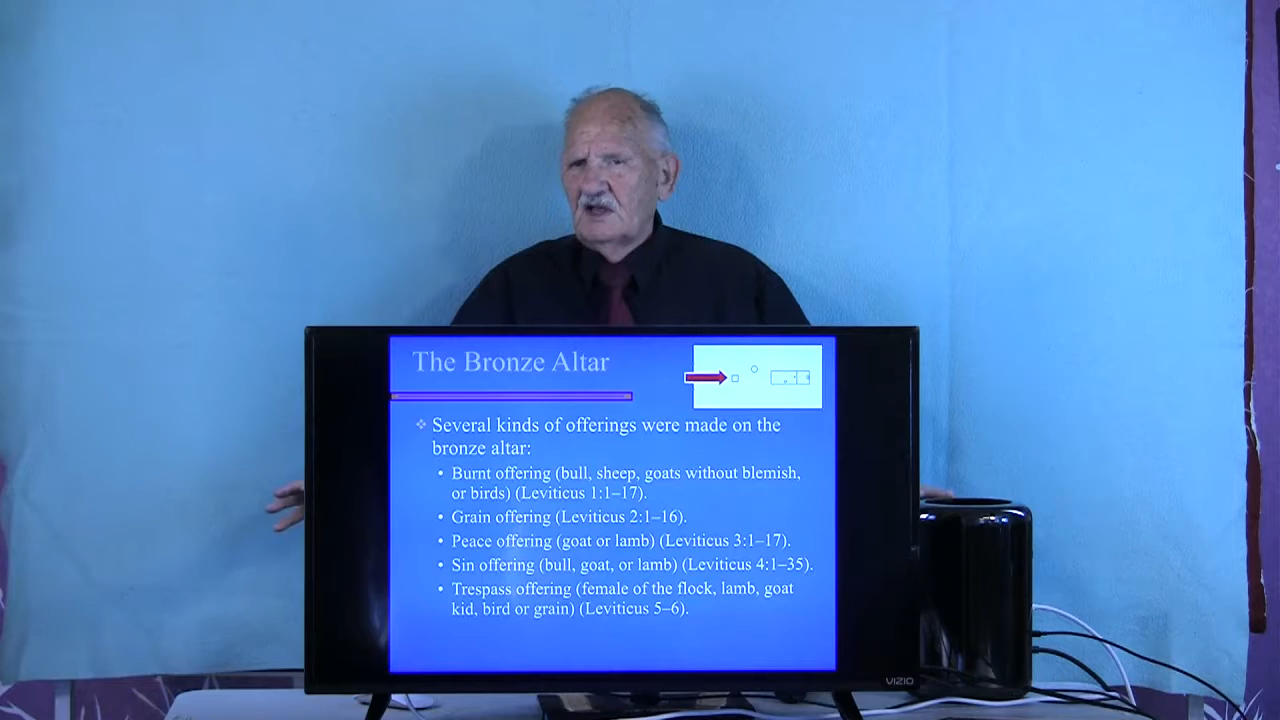 The Bronze Altar
❖ Several kinds of offerings were made on the
bronze altar:
• Burnt offering (bull, sheep, goats without blemish,
or birds) (Leviticus 1:1–17).
• Grain offering (Leviticus 2:1–16).
• Peace offering (goat or lamb) (Leviticus 3:1–17).
• Sin offering (bull, goat, or lamb) (Leviticus 4:1–35).
• Trespass offering (female of the flock, lamb, goat
kid, bird or grain) (Leviticus 5–6).
VIZIO